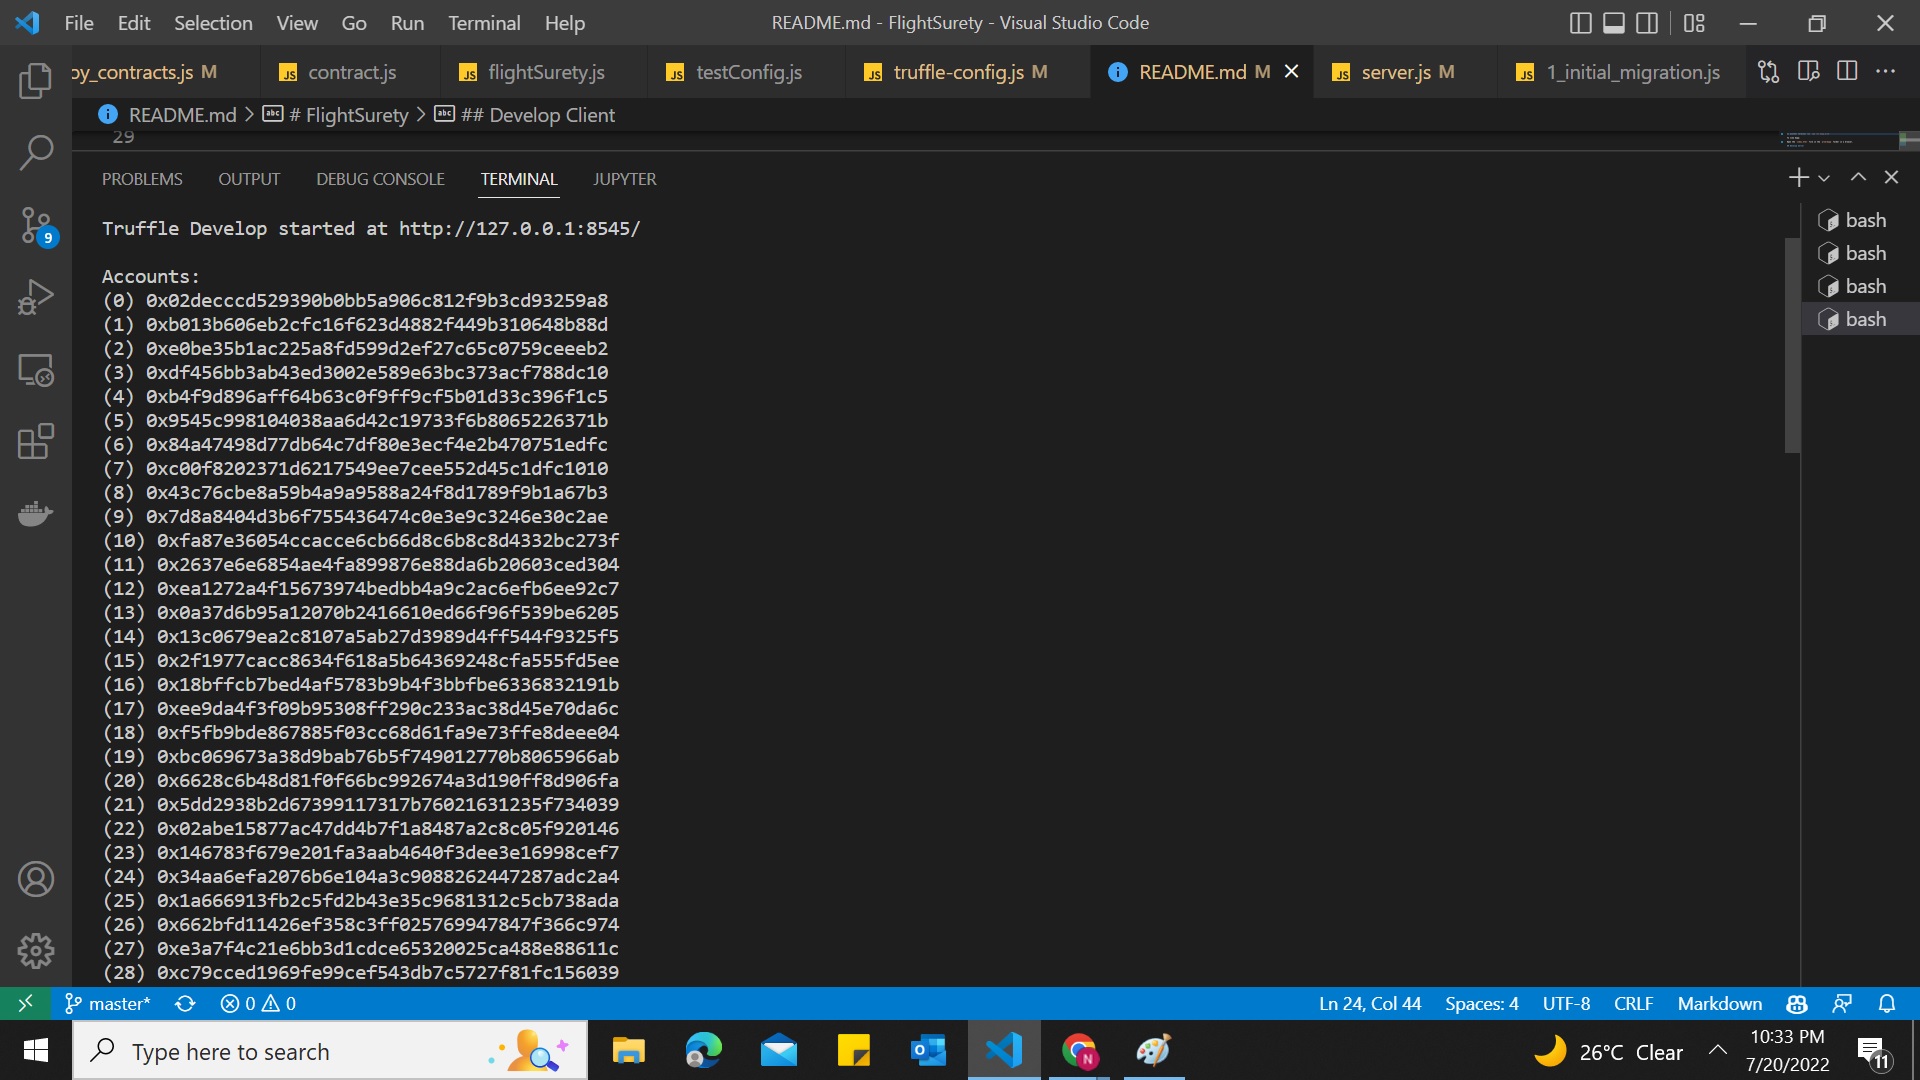 File Edit Selection View Go Run Terminal Help README.md - FlightSurety - Visual Studio Code
oy_contracts.js M JS contract.js JS flightSurety.js JS testConfig.js JS truffle-config.js M README.md M JS server.js M JS 1_initial_migration.js
README.md > # FlightSurety > ## Develop Client
29
PROBLEMS OUTPUT DEBUG CONSOLE TERMINAL JUPYTER
Truffle Develop started at http://127.0.0.1:8545/
Accounts:
(0) 0x02decccd529390b0bb5a906c812f9b3cd93259a8
(1) 0xb013b606eb2cfc16f623d4882f449b310648b88d
(2) 0xe0be35b1ac225a8fd599d2ef27c65c0759ceeeb2
(3) 0xdf456bb3ab43ed3002e589e63bc373acf788dc10
(4) 0xb4f9d896aff64b63c0f9ff9cf5b01d33c396f1c5
(5) 0x9545c998104038aa6d42c19733f6b8065226371b
(6) 0x84a47498d77db64c7df80e3ecf4e2b470751edfc
(7) 0xc00f8202371d6217549ee7cee552d45c1dfc1010
(8) 0x43c76cbe8a59b4a9a9588a24f8d1789f9b1a67b3
(9) 0x7d8a8404d3b6f755436474c0e3e9c3246e30c2ae
(10) 0xfa87e36054ccacce6cb66d8c6b8c8d4332bc273f
(11) 0x2637e6e6854ae4fa899876e88da6b20603ced304
(12) 0xea1272a4f15673974bedbb4a9c2ac6efb6ee92c7
(13) 0x0a37d6b95a12070b2416610ed66f96f539be6205
(14) 0x13c0679ea2c8107a5ab27d3989d4ff544f9325f5
(15) 0x2f1977cacc8634f618a5b64369248cfa555fd5ee
(16) 0x18bffcb7bed4af5783b9b4f3bbfbe6336832191b
(17) 0xee9da4f3f09b95308ff290c233ac38d45e70da6c
(18) 0xf5fb9bde867885f03cc68d61fa9e73ffe8deee04
(19) 0xbc069673a38d9bab76b5f749012770b8065966ab
(20) 0x6628c6b48d81f0f66bc992674a3d190ff8d906fa
(21) 0x5dd2938b2d67399117317b76021631235f734039
(22) 0x02abe15877ac47dd4b7f1a8487a2c8c05f920146
(23) 0x146783f679e201fa3aab4640f3dee3e16998cef7
(24) 0x34aa6efa2076b6e104a3c9088262447287adc2a4
(25) 0x1a666913fb2c5fd2b43e35c9681312c5cb738ada
(26) 0x662bfd11426ef358c3ff025769947847f366c974
(27) 0xe3a7f4c21e6bb3d1cdce65320025ca488e88611c
(28) 0xc79cced1969fe99cef543db7c5727f81fc156039
bash
bash
bash
bash
9
master* 0 0 Ln 24, Col 44 Spaces: 4 UTF-8 CRLF Markdown
Type here to search 26°C Clear 10:33 PM
7/20/2022 11